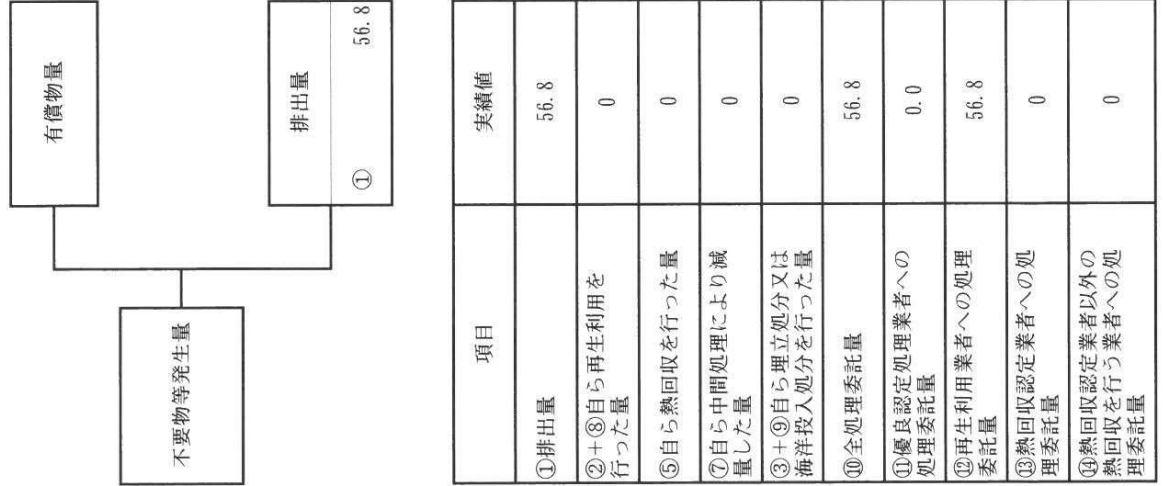 有償物量
排出量
① 56.8
不要物等発生量
項目 実績値
①排出量 56.8
②+⑧自ら再生利用を
行った量 0
⑤自ら熱回収を行った量 0
⑦自ら中間処理により減
量した量 0
③+⑨自ら埋立処分又は
海洋投入処分を行った量 0
⑩全処理委託量 56.8
⑪優良認定処理業者への
処理委託量 0.0
⑫再生利用業者への処理
委託量 56.8
⑬熱回収認定業者への処
理委託量 0
⑭熱回収認定業者以外の
熱回収を行う業者への処
理委託量 0